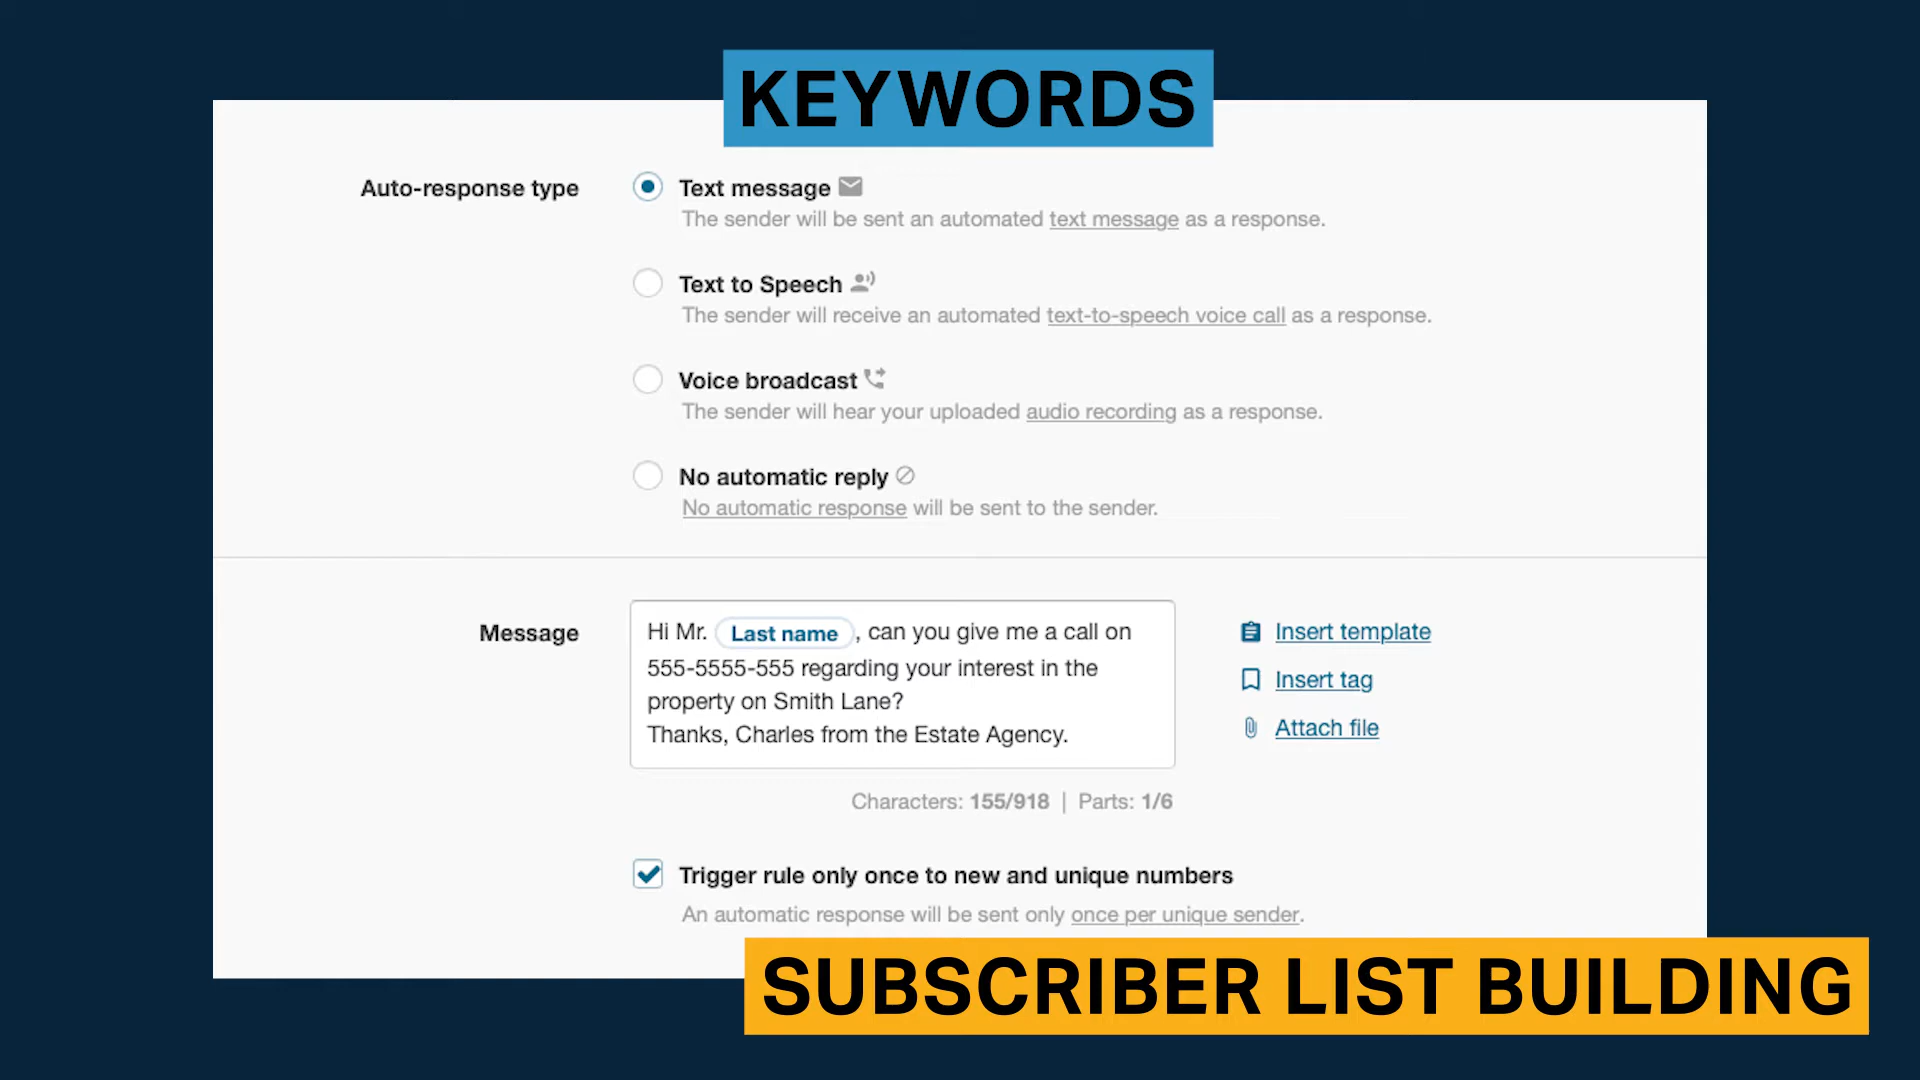 KEYWORDS
Auto-response type
Text message
The sender will be sent an automated text message as a response.
Text to Speech
The sender will receive an automated text-to-speech voice call as a response.
Voice broadcast
The sender will hear your uploaded audio recording as a response.
No automatic reply
No automatic response will be sent to the sender.
Message
Hi Mr. Last name, can you give me a call on
555-5555-555 regarding your interest in the
property on Smith Lane?
Thanks, Charles from the Estate Agency.
Insert template
Insert tag
Attach file
Characters: 155/918 | Parts: 1/6
Trigger rule only once to new and unique numbers
An automatic response will be sent only once per unique sender.
SUBSCRIBER LIST BUILDING